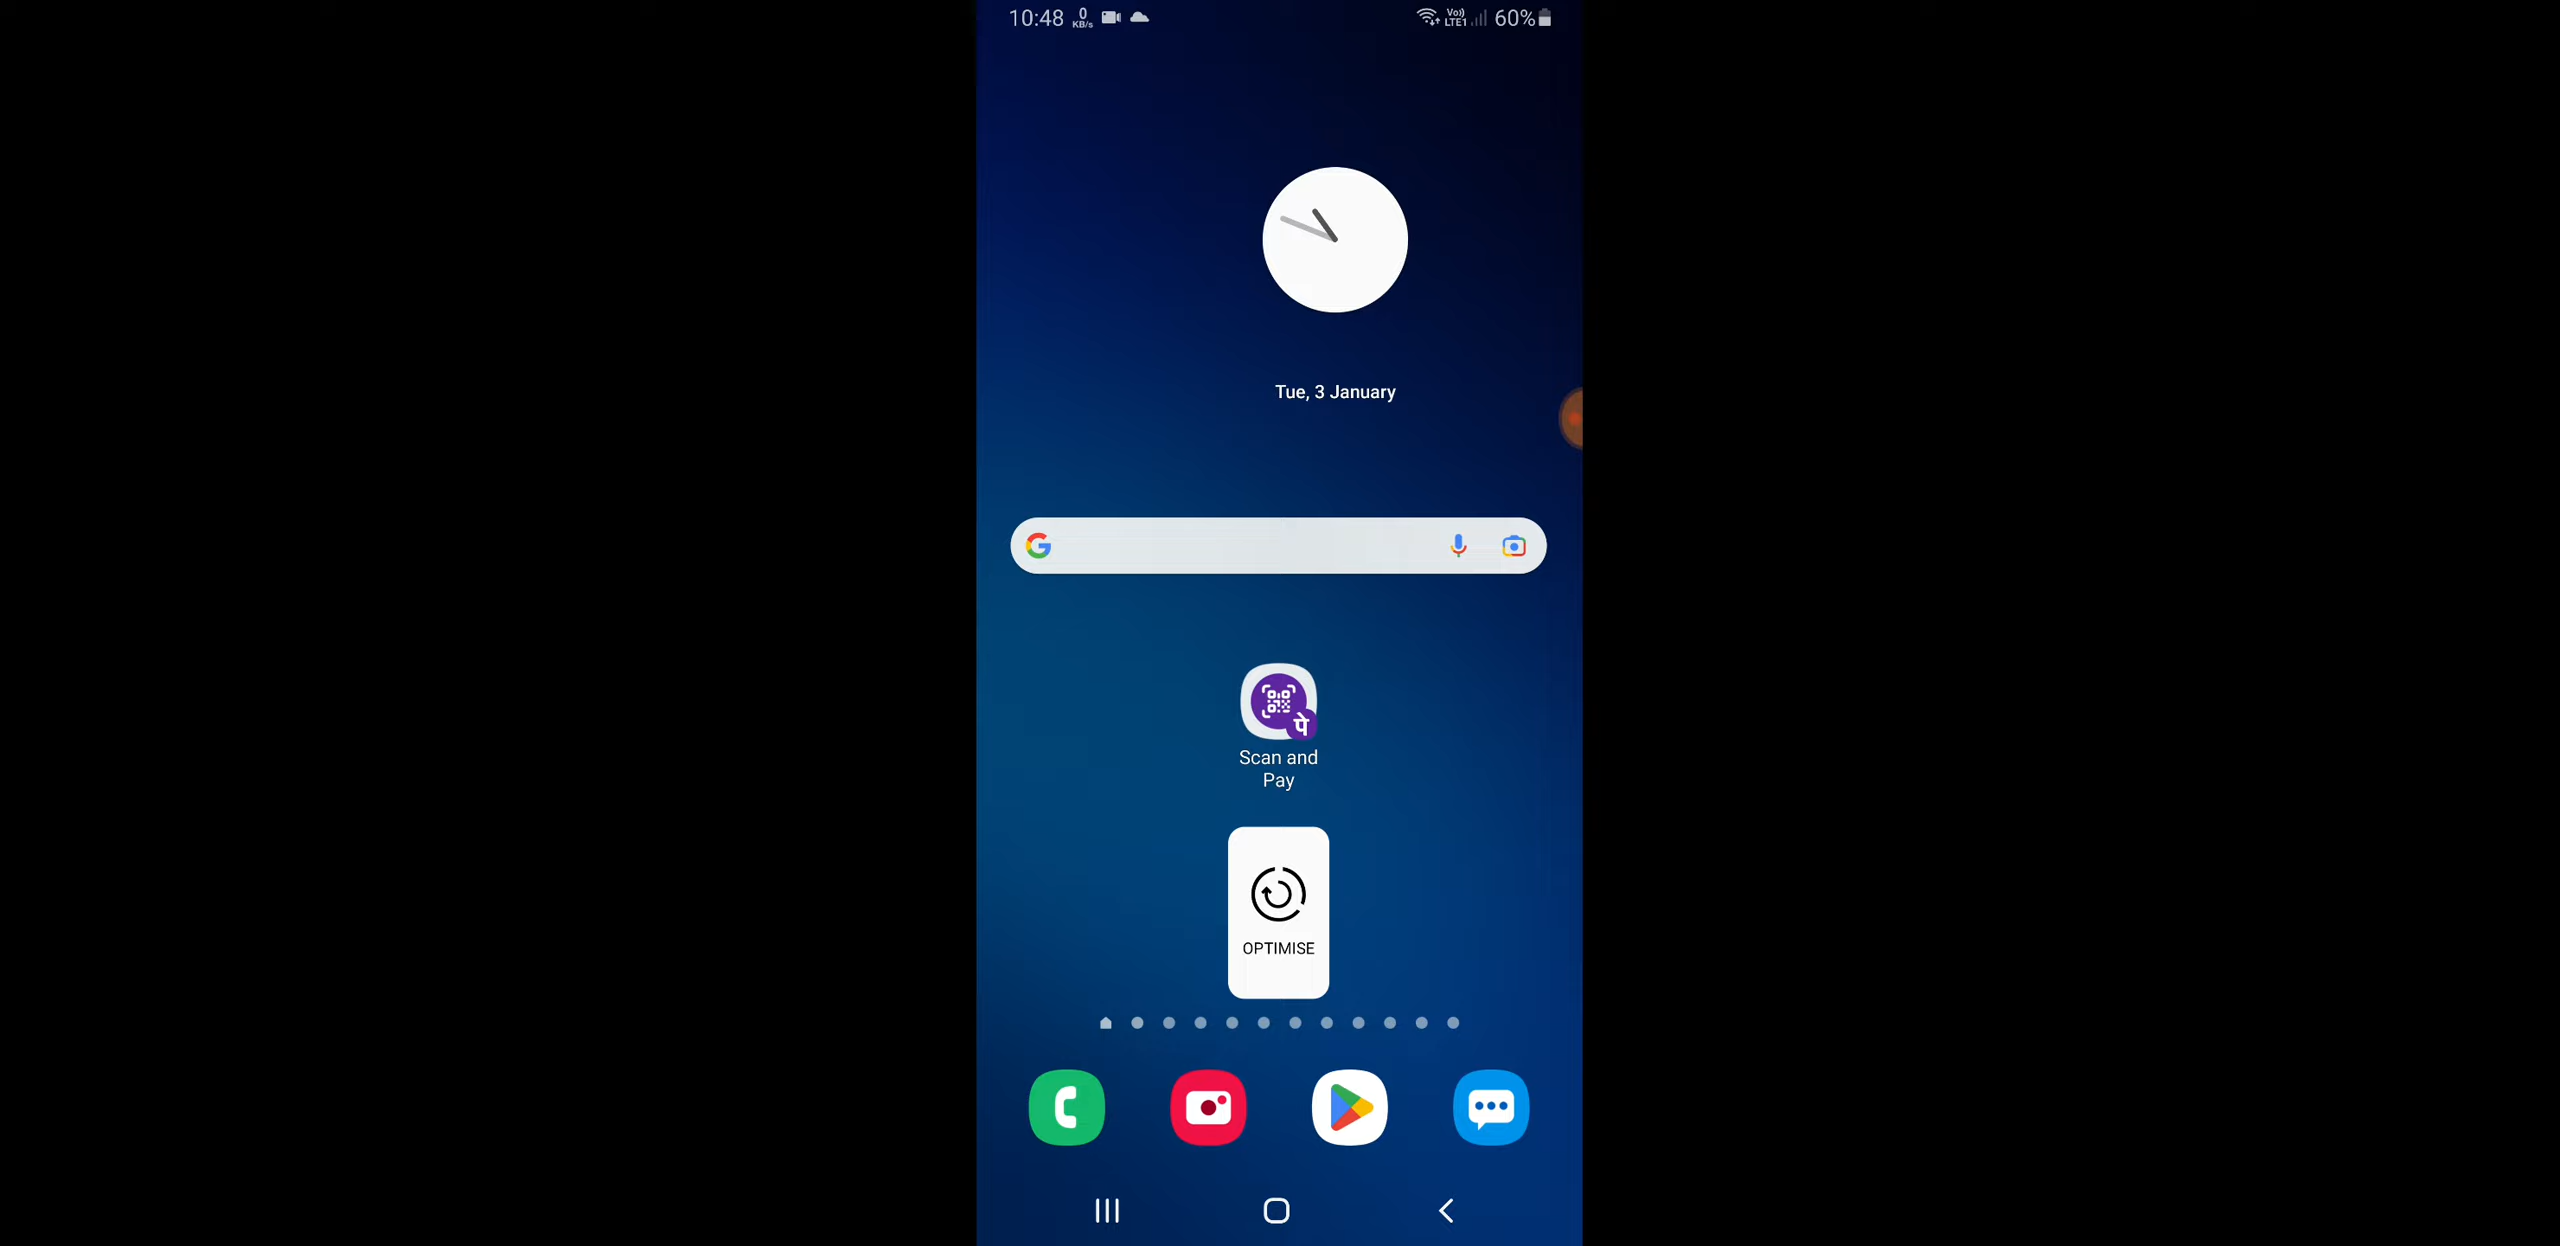 10:48 0 KB/s Vo)) LTE1 60%
Tue, 3 January
पे
Scan and
Pay
OPTIMISE